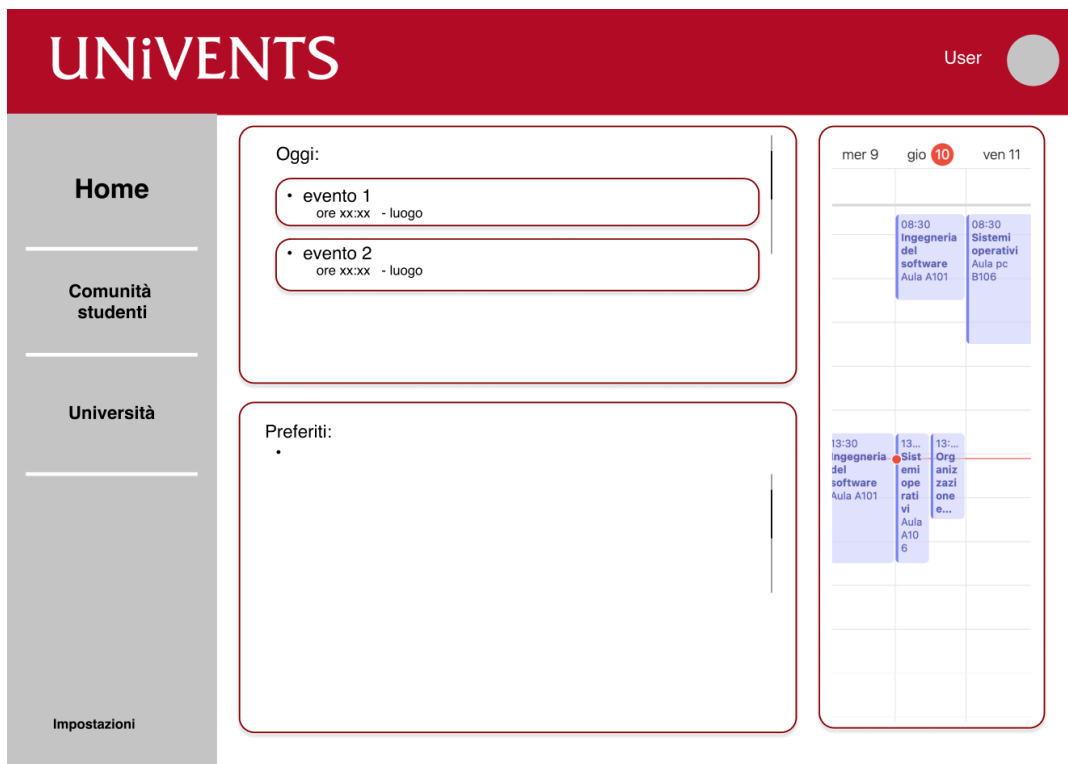 UNiVENTS
User
Home
Comunità
studenti
Università
Impostazioni
Oggi:
• evento 1
ore xx:xx - luogo
• evento 2
ore xx:xx - luogo
Preferiti:
•
mer 9 gio 10 ven 11
08:30
Ingegneria
del
software
Aula A101
08:30
Sistemi
operativi
Aula pc
B106
13:30
Ingegneria
del
software
Aula A101
13...
Sist
emi
ope
rati
vi
Aula
A10
6
13:...
Org
aniz
zazi
one
e...